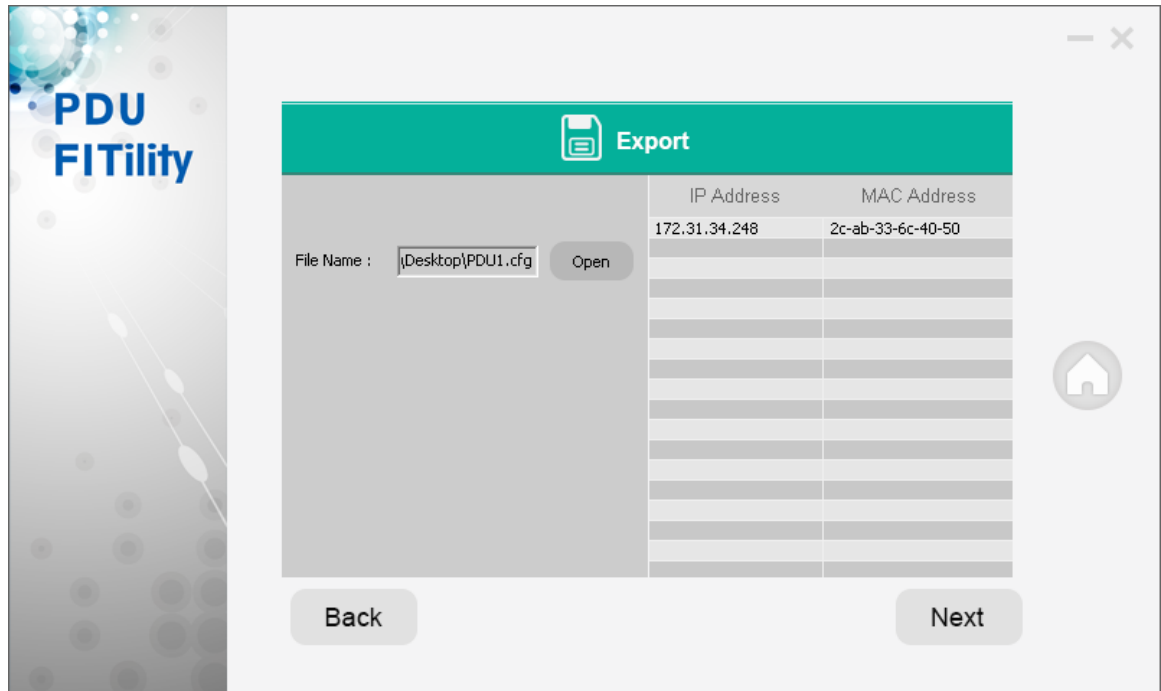 PDU
FITility
Export
IP Address MAC Address
172.31.34.248 2c-ab-33-6c-40-50
File Name : \Desktop\PDU1.cfg Open
Back Next